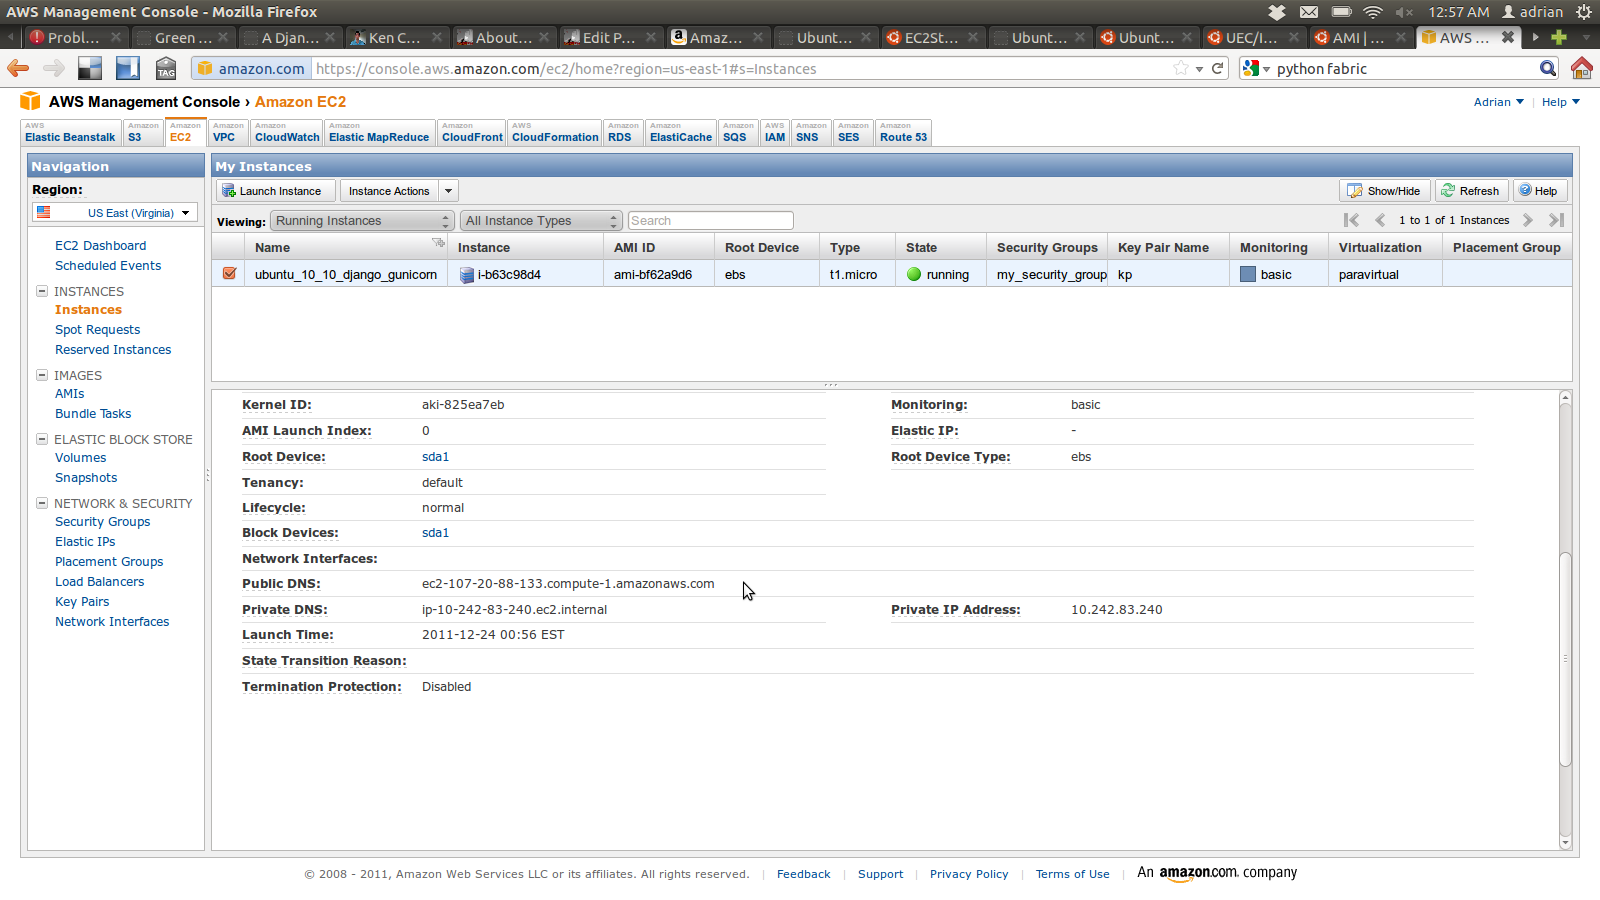 AWS Management Console - Mozilla Firefox
12:57 AM adrian
Probl... Green ... A Djan... Ken C... About... Edit P... Amaz... Ubunt... EC2St... Ubunt... Ubunt... UEC/I... AMI | ... AWS ...
TAG amazon.com https://console.aws.amazon.com/ec2/home?region=us-east-1#s=Instances python fabric
AWS Management Console › Amazon EC2 Adrian Help
AWS Amazon Amazon Amazon Amazon Amazon Amazon AWS Amazon Amazon Amazon AWS Amazon Amazon Amazon
Elastic Beanstalk S3 EC2 VPC CloudWatch Elastic MapReduce CloudFront CloudFormation RDS ElastiCache SQS IAM SNS SES Route 53
Navigation
Region:
US East (Virginia)
EC2 Dashboard
Scheduled Events
INSTANCES
Instances
Spot Requests
Reserved Instances
IMAGES
AMIs
Bundle Tasks
ELASTIC BLOCK STORE
Volumes
Snapshots
NETWORK & SECURITY
Security Groups
Elastic IPs
Placement Groups
Load Balancers
Key Pairs
Network Interfaces
My Instances
Launch Instance Instance Actions Show/Hide Refresh Help
Viewing: Running Instances All Instance Types Search 1 to 1 of 1 Instances
Name Instance AMI ID Root Device Type State Security Groups Key Pair Name Monitoring Virtualization Placement Group
ubuntu_10_10_django_gunicorn i-b63c98d4 ami-bf62a9d6 ebs t1.micro running my_security_group kp basic paravirtual
Kernel ID: aki-825ea7eb Monitoring: basic
AMI Launch Index: 0 Elastic IP: -
Root Device: sda1 Root Device Type: ebs
Tenancy: default
Lifecycle: normal
Block Devices: sda1
Network Interfaces:
Public DNS: ec2-107-20-88-133.compute-1.amazonaws.com
Private DNS: ip-10-242-83-240.ec2.internal Private IP Address: 10.242.83.240
Launch Time: 2011-12-24 00:56 EST
State Transition Reason:
Termination Protection: Disabled
© 2008 - 2011, Amazon Web Services LLC or its affiliates. All rights reserved. | Feedback | Support | Privacy Policy | Terms of Use | An amazon.com. company